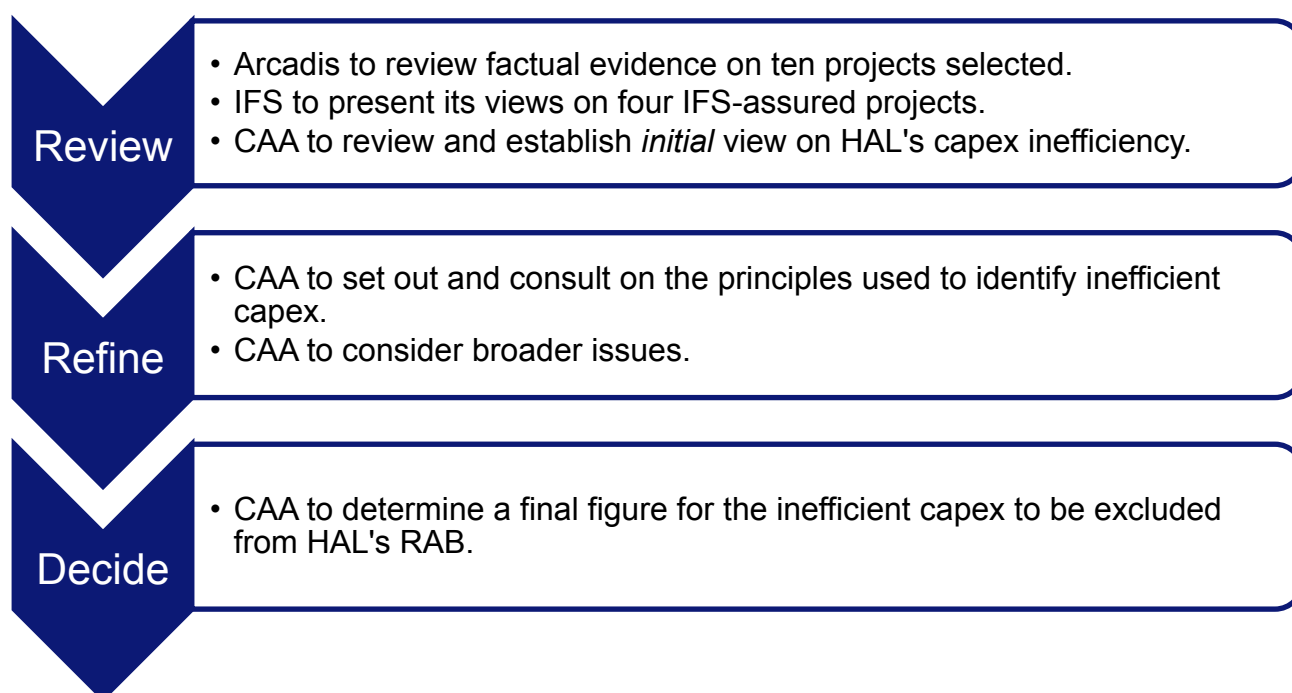 Review
• Arcadis to review factual evidence on ten projects selected.
• IFS to present its views on four IFS-assured projects.
• CAA to review and establish initial view on HAL's capex inefficiency.
Refine
• CAA to set out and consult on the principles used to identify inefficient
capex.
• CAA to consider broader issues.
Decide
• CAA to determine a final figure for the inefficient capex to be excluded
from HAL's RAB.